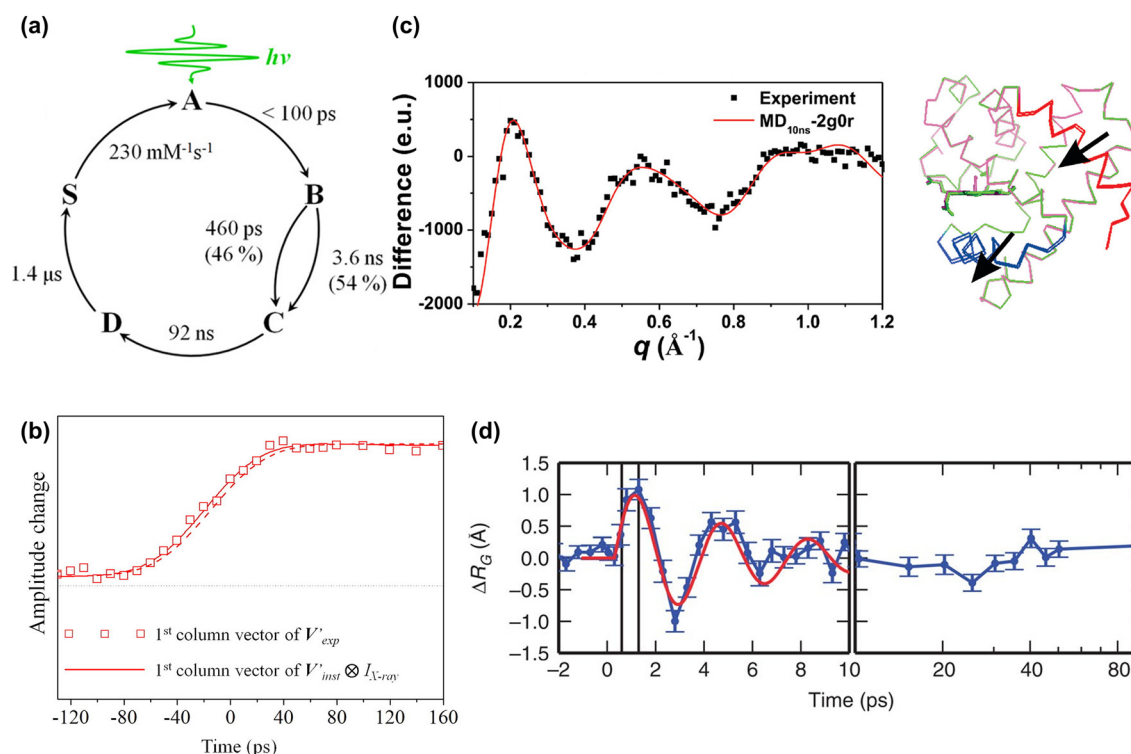 (a)
hν
A
< 100 ps
230 mM⁻¹s⁻¹
S
B
460 ps
(46 %)
3.6 ns
(54 %)
1.4 μs
D
C
92 ns
(c)
Difference (e.u.)
1000
0
-1000
-2000
Experiment
MD10ns-2g0r
0.2 0.4 0.6 0.8 1.0 1.2
q (Å⁻¹)
(b)
Amplitude change
1st column vector of V'exp
1st column vector of V'inst ⊗ IX-ray
-120 -80 -40 0 40 80 120 160
Time (ps)
(d)
ΔRG (Å)
1.5
1.0
0.5
0.0
−0.5
−1.0
−1.5
−2 0 2 4 6 8 10 20 40 60 80
Time (ps)